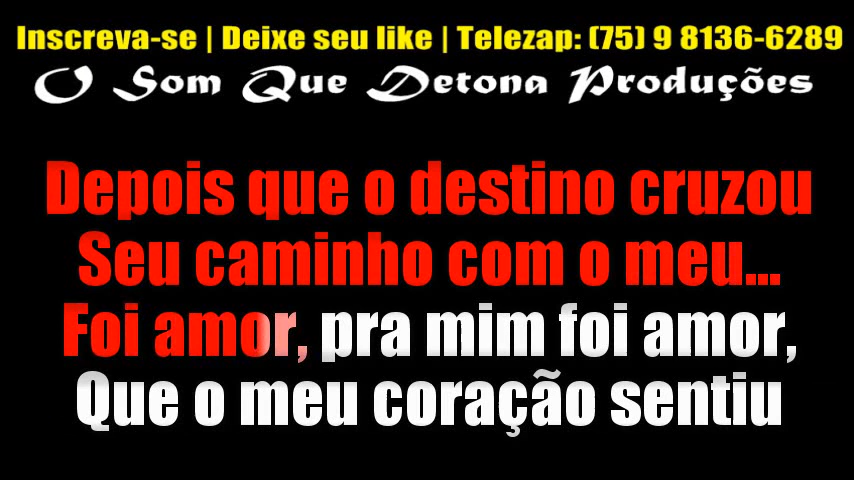 Inscreva-se | Deixe seu like | Telezap: (75) 9 8136-6289
O Som Que Detona Produções
Depois que o destino cruzou
Seu caminho com o meu...
Foi amor, pra mim foi amor,
Que o meu coração sentiu